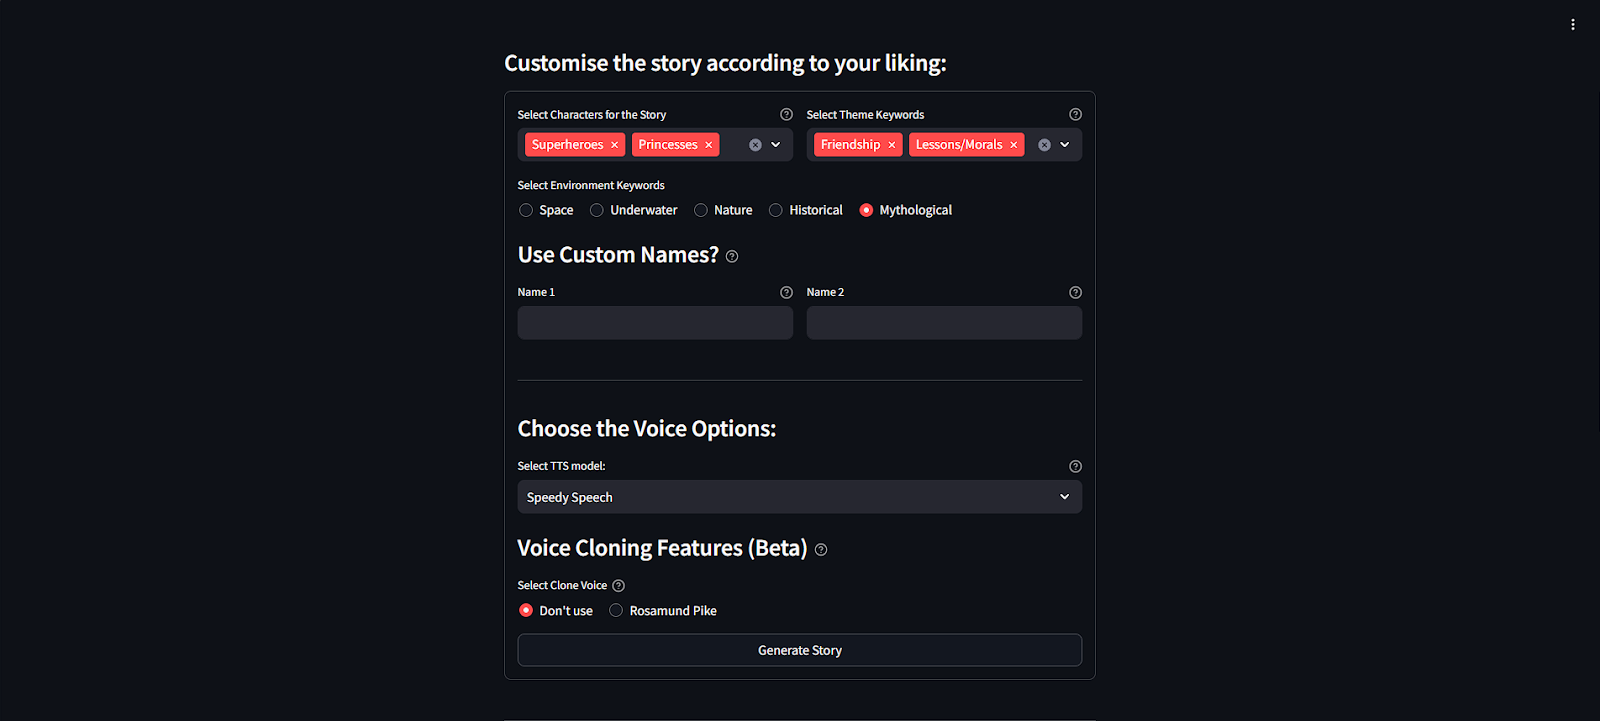 Customise the story according to your liking:
Select Characters for the Story
Select Theme Keywords
Superheroes Princesses
Friendship Lessons/Morals
Select Environment Keywords
Space Underwater Nature Historical Mythological
Use Custom Names?
Name 1
Name 2
Choose the Voice Options:
Select TTS model:
Speedy Speech
Voice Cloning Features (Beta)
Select Clone Voice
Don't use Rosamund Pike
Generate Story